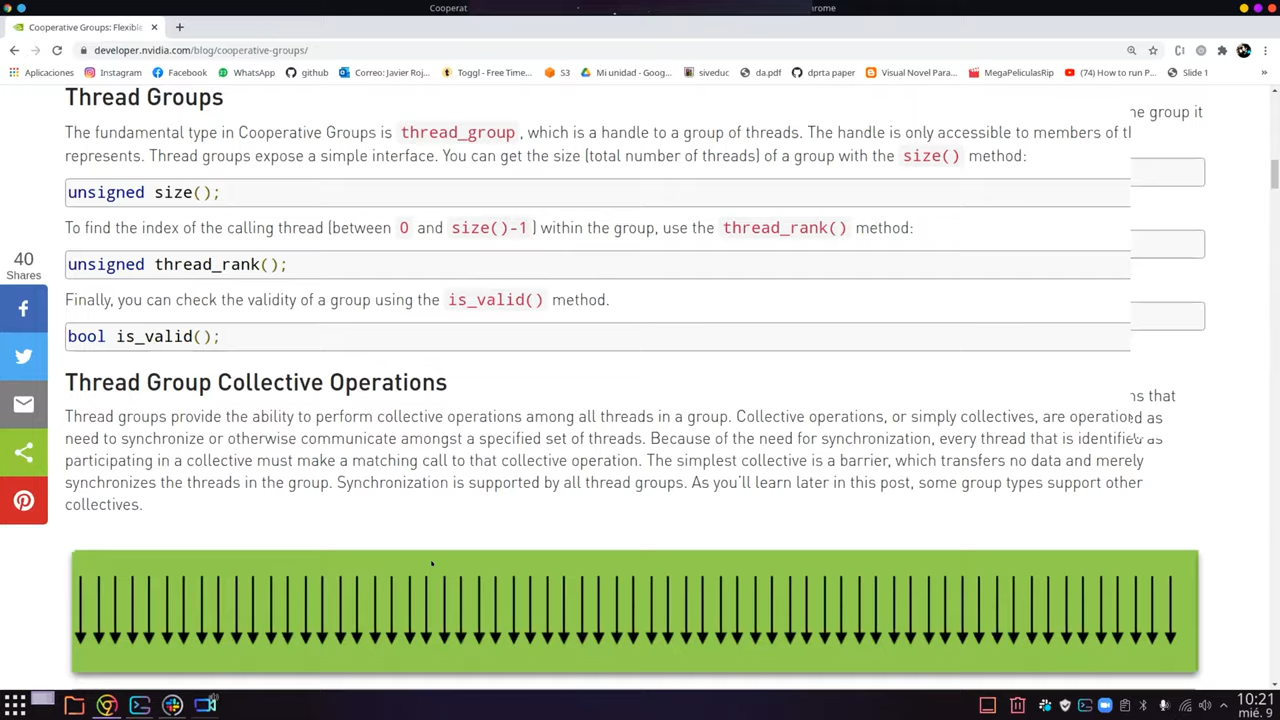 Cooperat
hrome
Cooperative Groups: Flexible
developer.nvidia.com/blog/cooperative-groups/
Aplicaciones Instagram Facebook WhatsApp github Correo: Javier Roj... Toggl - Free Time... S3 Mi unidad - Goog... siveduc da.pdf dprta paper Visual Novel Para... MegaPeliculasRip (74) How to run P... Slide 1 »
Thread Groups
The fundamental type in Cooperative Groups is thread_group , which is a handle to a group of threads. The handle is only accessible to members of t
he group it
represents. Thread groups expose a simple interface. You can get the size (total number of threads) of a group with the size() method:
unsigned size();
To find the index of the calling thread (between 0 and size()-1 ) within the group, use the thread_rank() method:
unsigned thread_rank();
Finally, you can check the validity of a group using the is_valid() method.
bool is_valid();
40
Shares
Thread Group Collective Operations
ns that
Thread groups provide the ability to perform collective operations among all threads in a group. Collective operations, or simply collectives, are operation
d as
need to synchronize or otherwise communicate amongst a specified set of threads. Because of the need for synchronization, every thread that is identified as
participating in a collective must make a matching call to that collective operation. The simplest collective is a barrier, which transfers no data and merely
synchronizes the threads in the group. Synchronization is supported by all thread groups. As you'll learn later in this post, some group types support other
collectives.
10:21
mié. 9